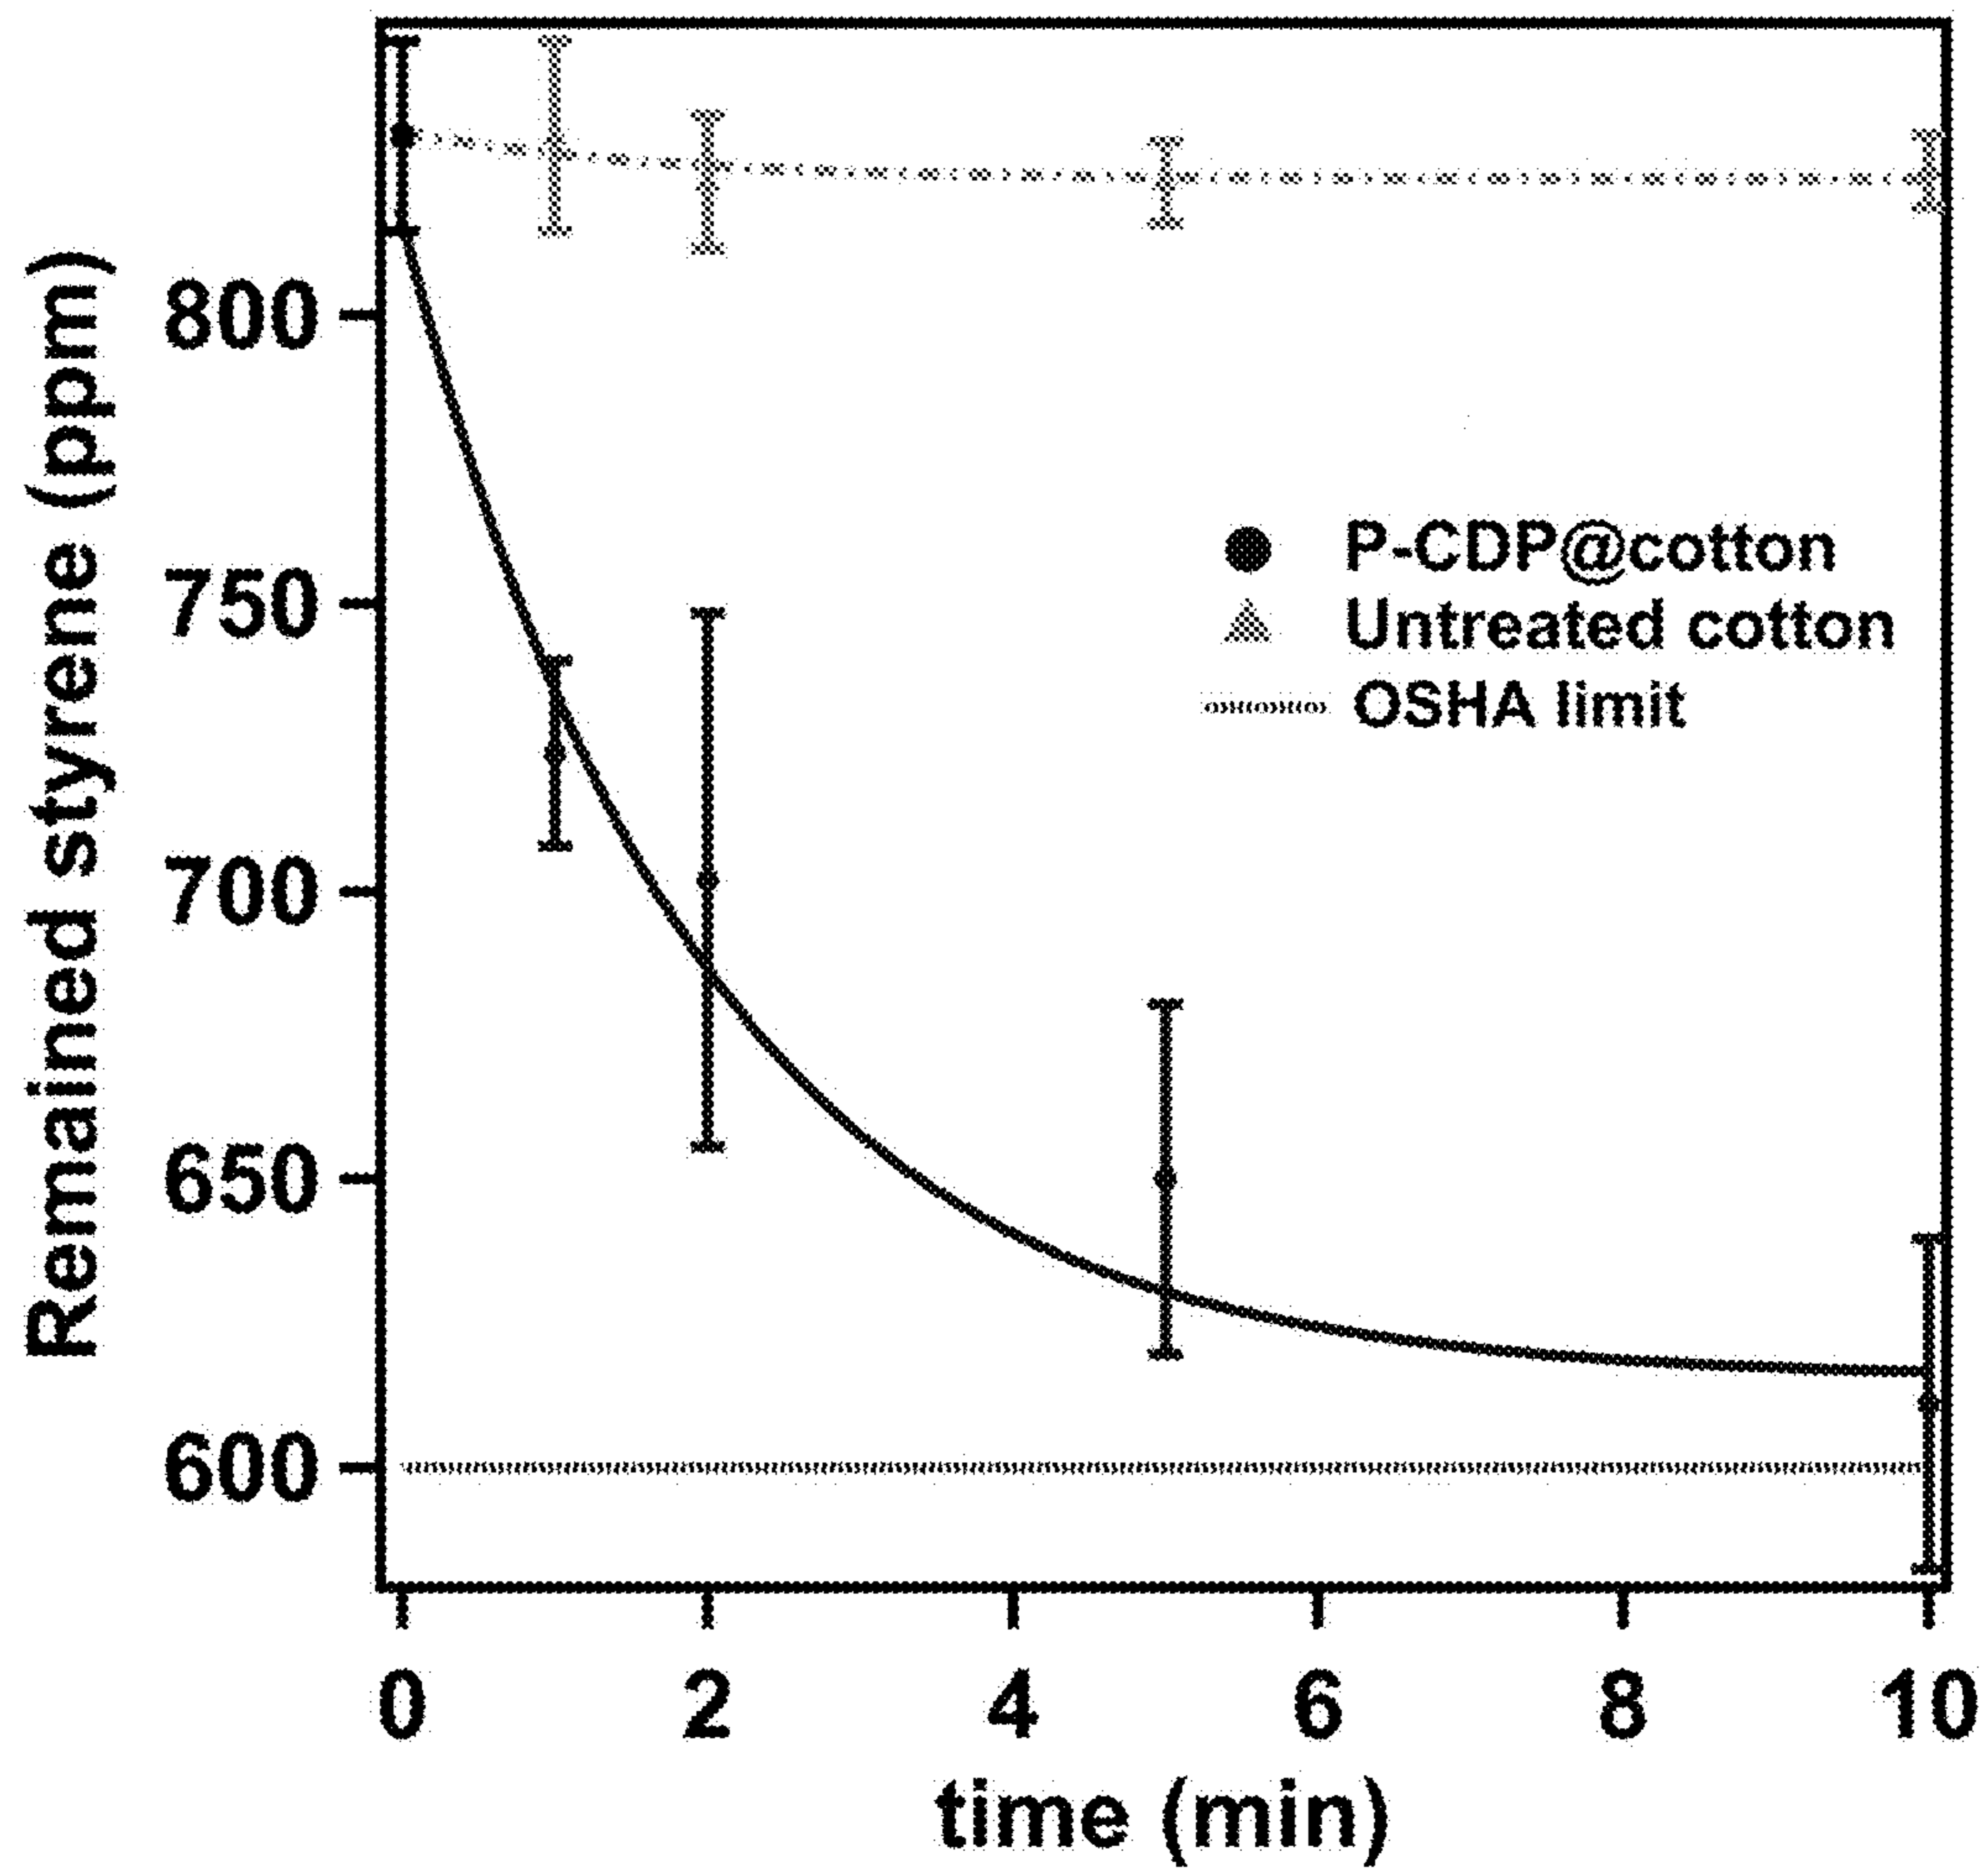 Remained styrene (ppm)
800
750
700
650
600
P-CDP@cotton
Untreated cotton
OSHA limit
0 2 4 6 8 10
time (min)